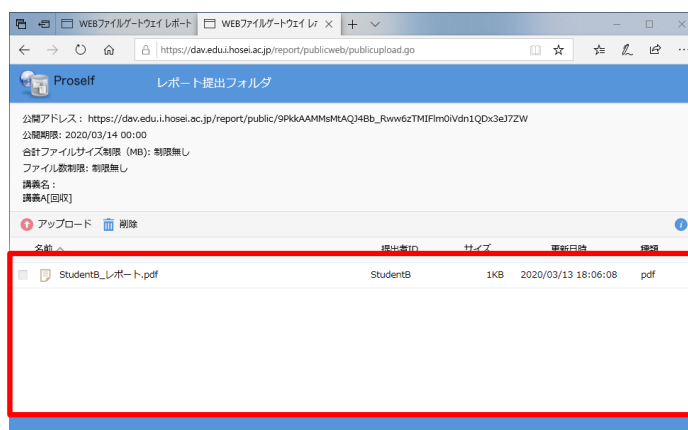 WEBファイルゲートウエイ レポート
WEBファイルゲートウエイ レポ
https://dav.edu.i.hosei.ac.jp/report/publicweb/publicupload.go
Proself
レポート提出フォルダ
公開アドレス : https://dav.edu.i.hosei.ac.jp/report/public/9PkkAAMMsMtAQJ4Bb_Rww6zTMIFlm0iVdn1QDx3eJ7ZW
公開期限: 2020/03/14 00:00
合計ファイルサイズ制限 (MB): 制限無し
ファイル数制限: 制限無し
講義名 :
講義A[回収]
アップロード 削除
名前 提出者ID サイズ 更新日時 種類
StudentB_レポート.pdf StudentB 1KB 2020/03/13 18:06:08 pdf